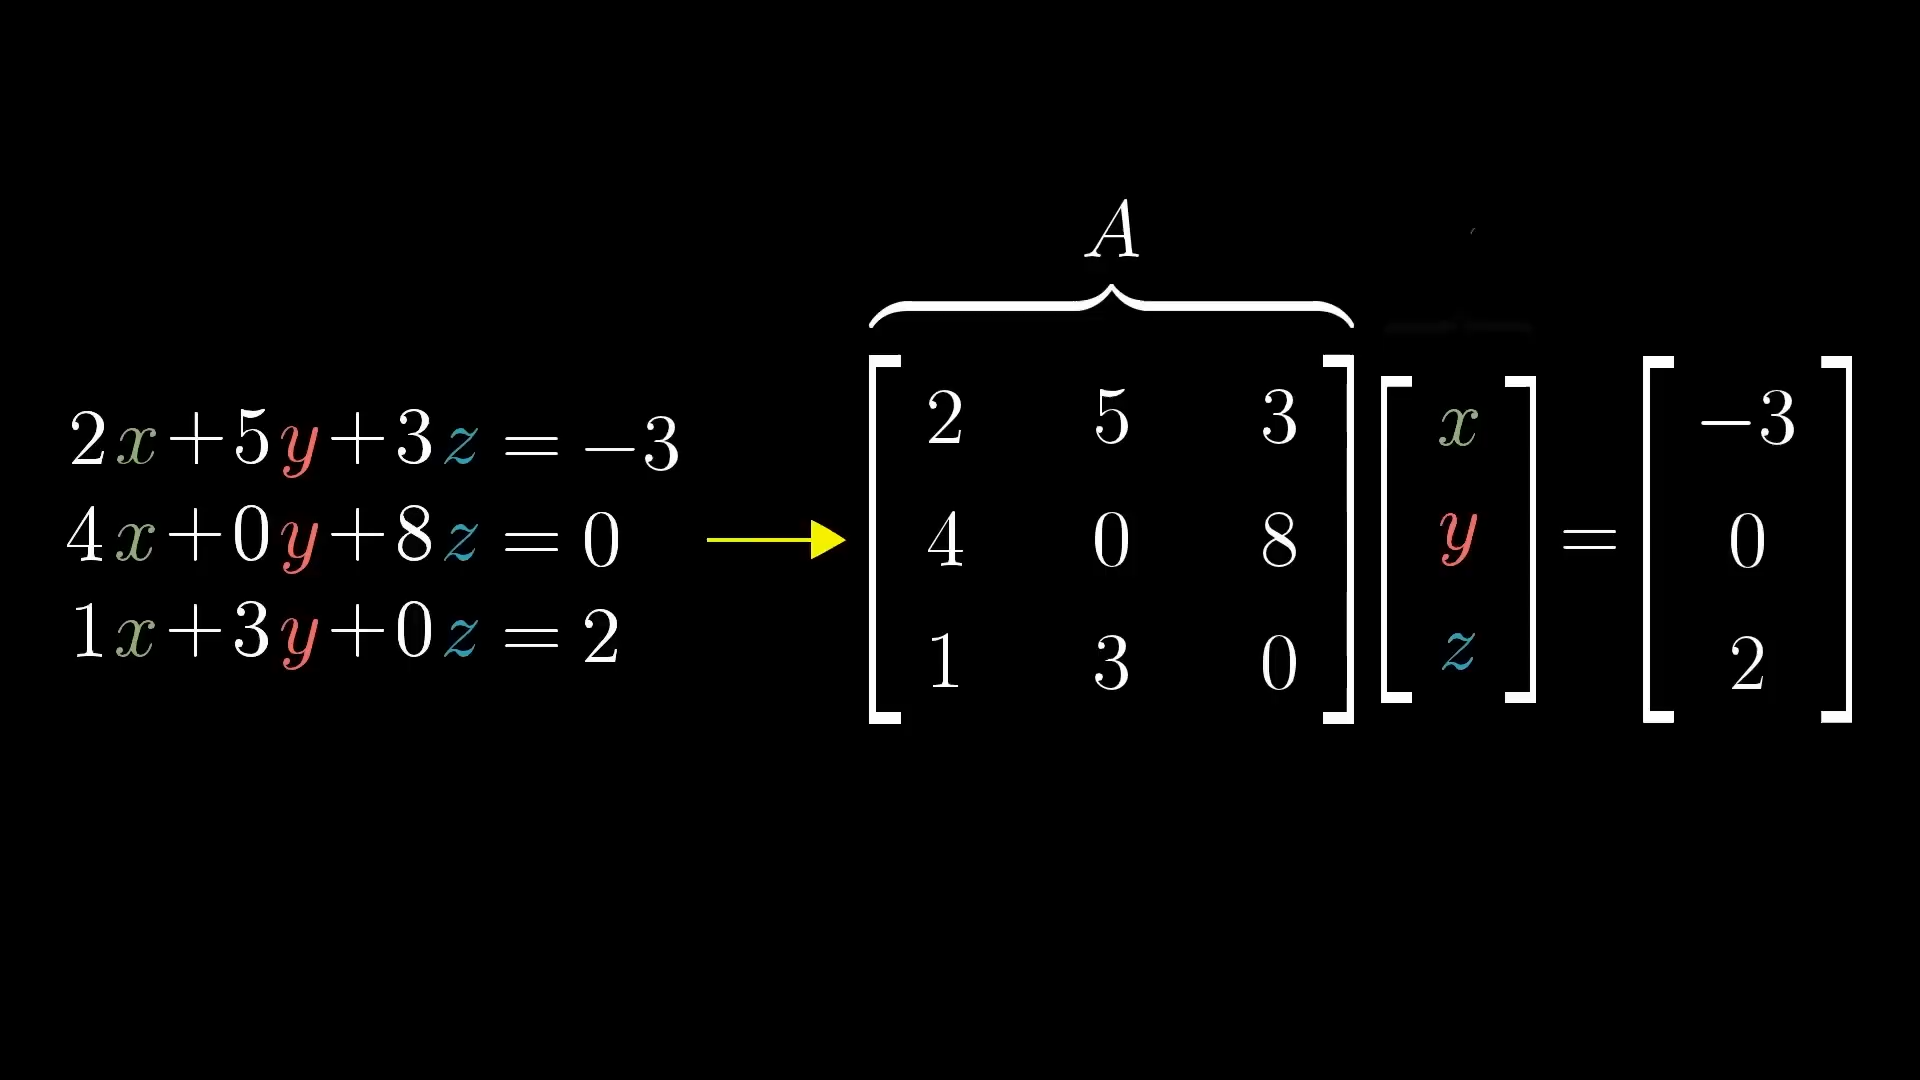 2x+5y+3z = −3
4x+0y+8z = 0
1x+3y+0z = 2
A
2 5 3
4 0 8
1 3 0
x
y
z
=
−3
0
2